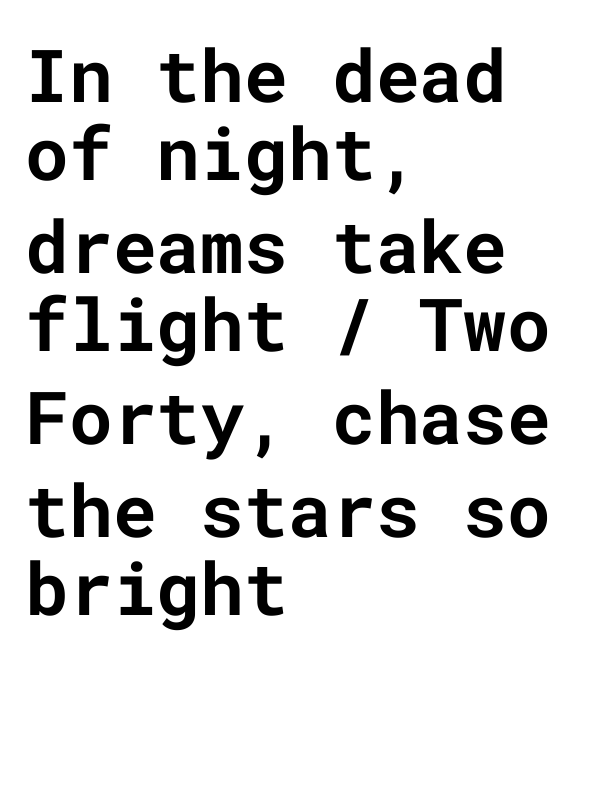 In the dead
of night,
dreams take
flight / Two
Forty, chase
the stars so
bright